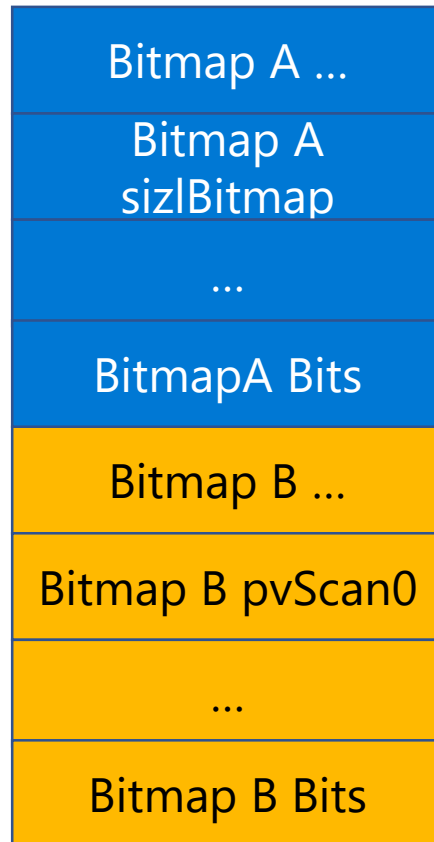 Bitmap A ...
Bitmap A
sizlBitmap
...
BitmapA Bits
Bitmap B ...
Bitmap B pvScan0
...
Bitmap B Bits